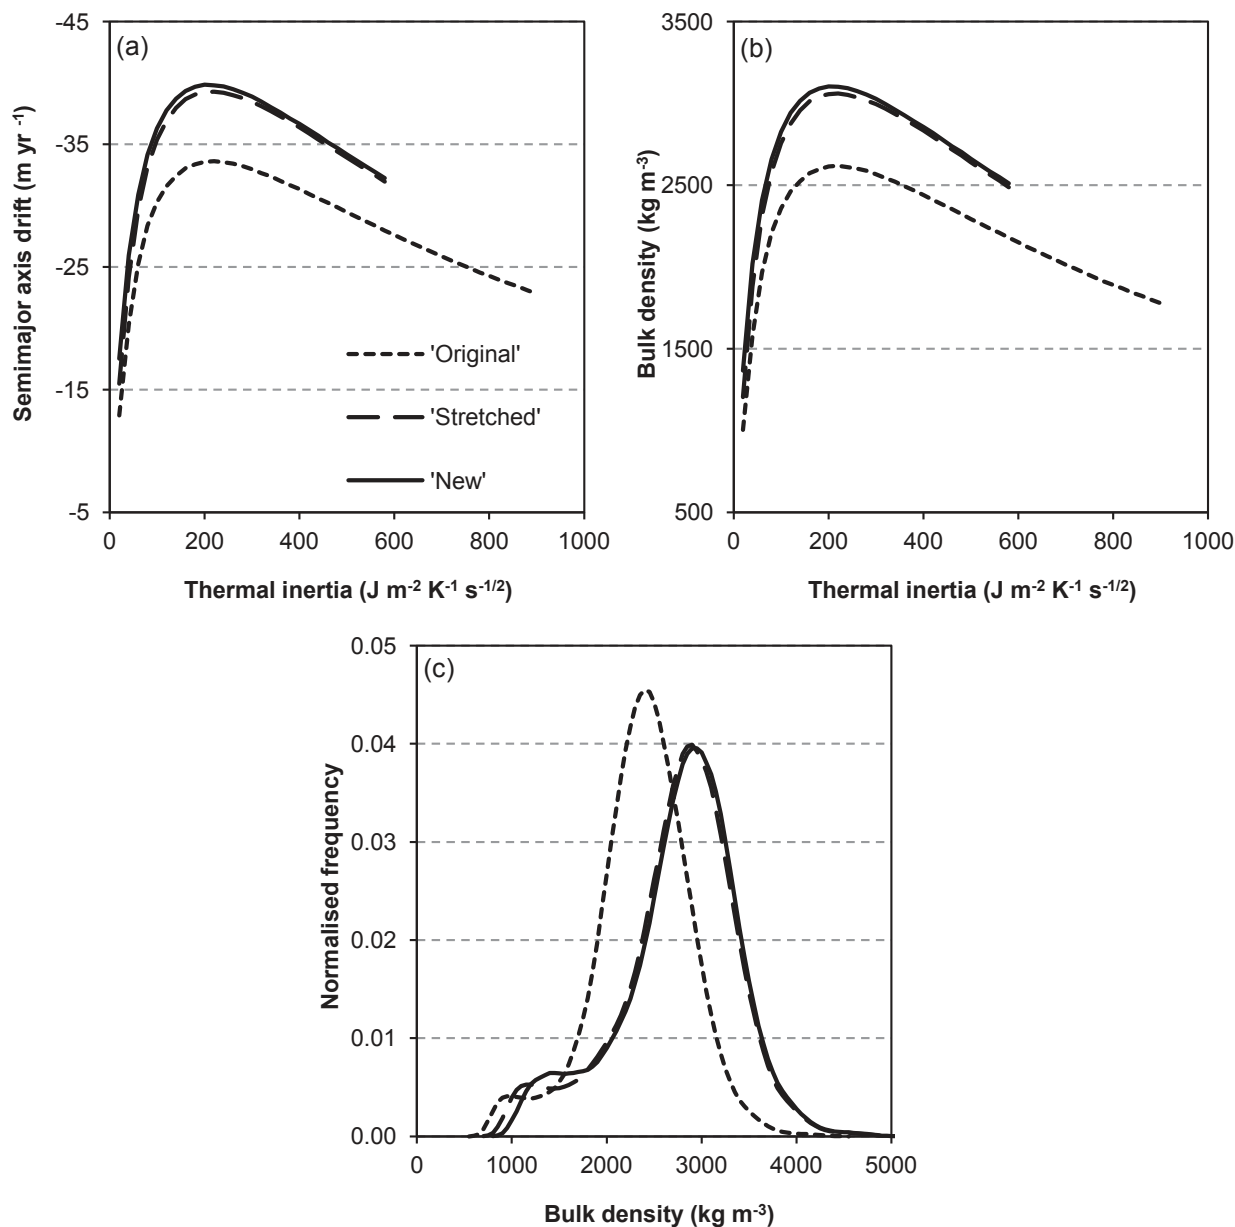 (a)
Semimajor axis drift (m yr -1)
-45
-35
-25
-15
-5
'Original'
'Stretched'
'New'
0 200 400 600 800 1000
Thermal inertia (J m-2 K-1 s-1/2)
(b)
Bulk density (kg m-3)
3500
2500
1500
500
0 200 400 600 800 1000
Thermal inertia (J m-2 K-1 s-1/2)
(c)
Normalised frequency
0.05
0.04
0.03
0.02
0.01
0.00
0 1000 2000 3000 4000 5000
Bulk density (kg m-3)